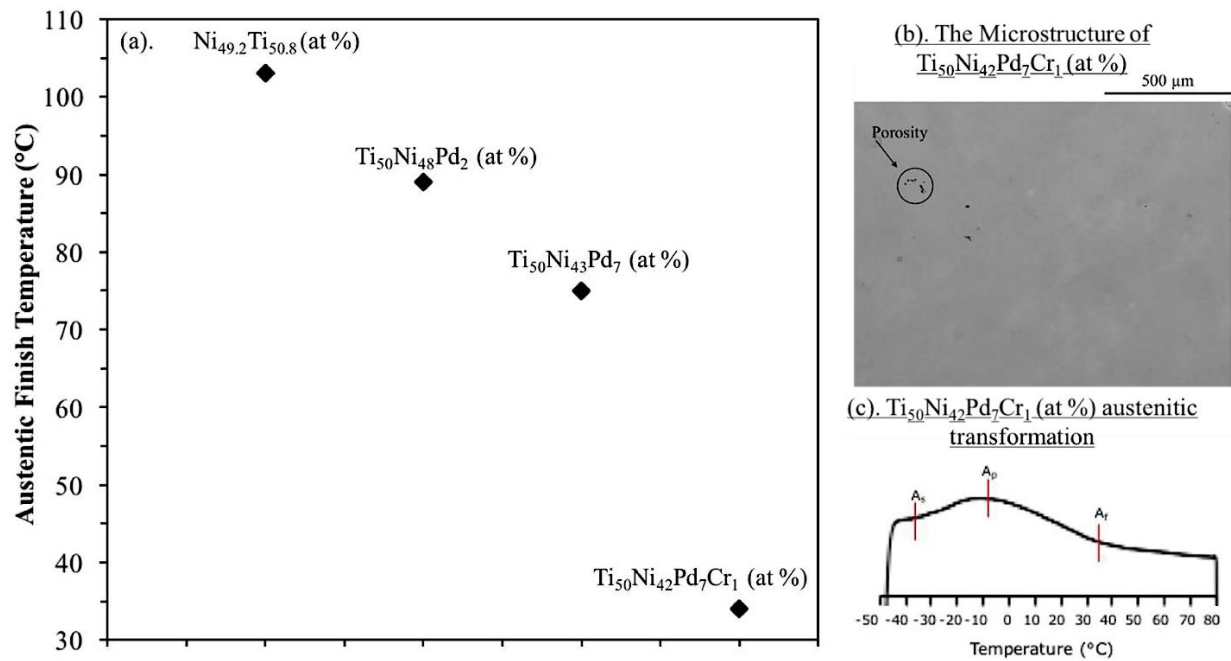 (a).
Ni49.2Ti50.8 (at %)
Ti50Ni48Pd2 (at %)
Ti50Ni43Pd7 (at %)
Ti50Ni42Pd7Cr1 (at %)
Austentic Finish Temperature (°C)
110
100
90
80
70
60
50
40
30
(b). The Microstructure of
Ti50Ni42Pd7Cr1 (at %)
500 µm
Porosity
(c). Ti50Ni42Pd7Cr1 (at %) austenitic
transformation
As
Ap
Af
-50 -40 -30 -20 -10 0 10 20 30 40 50 60 70 80
Temperature (°C)